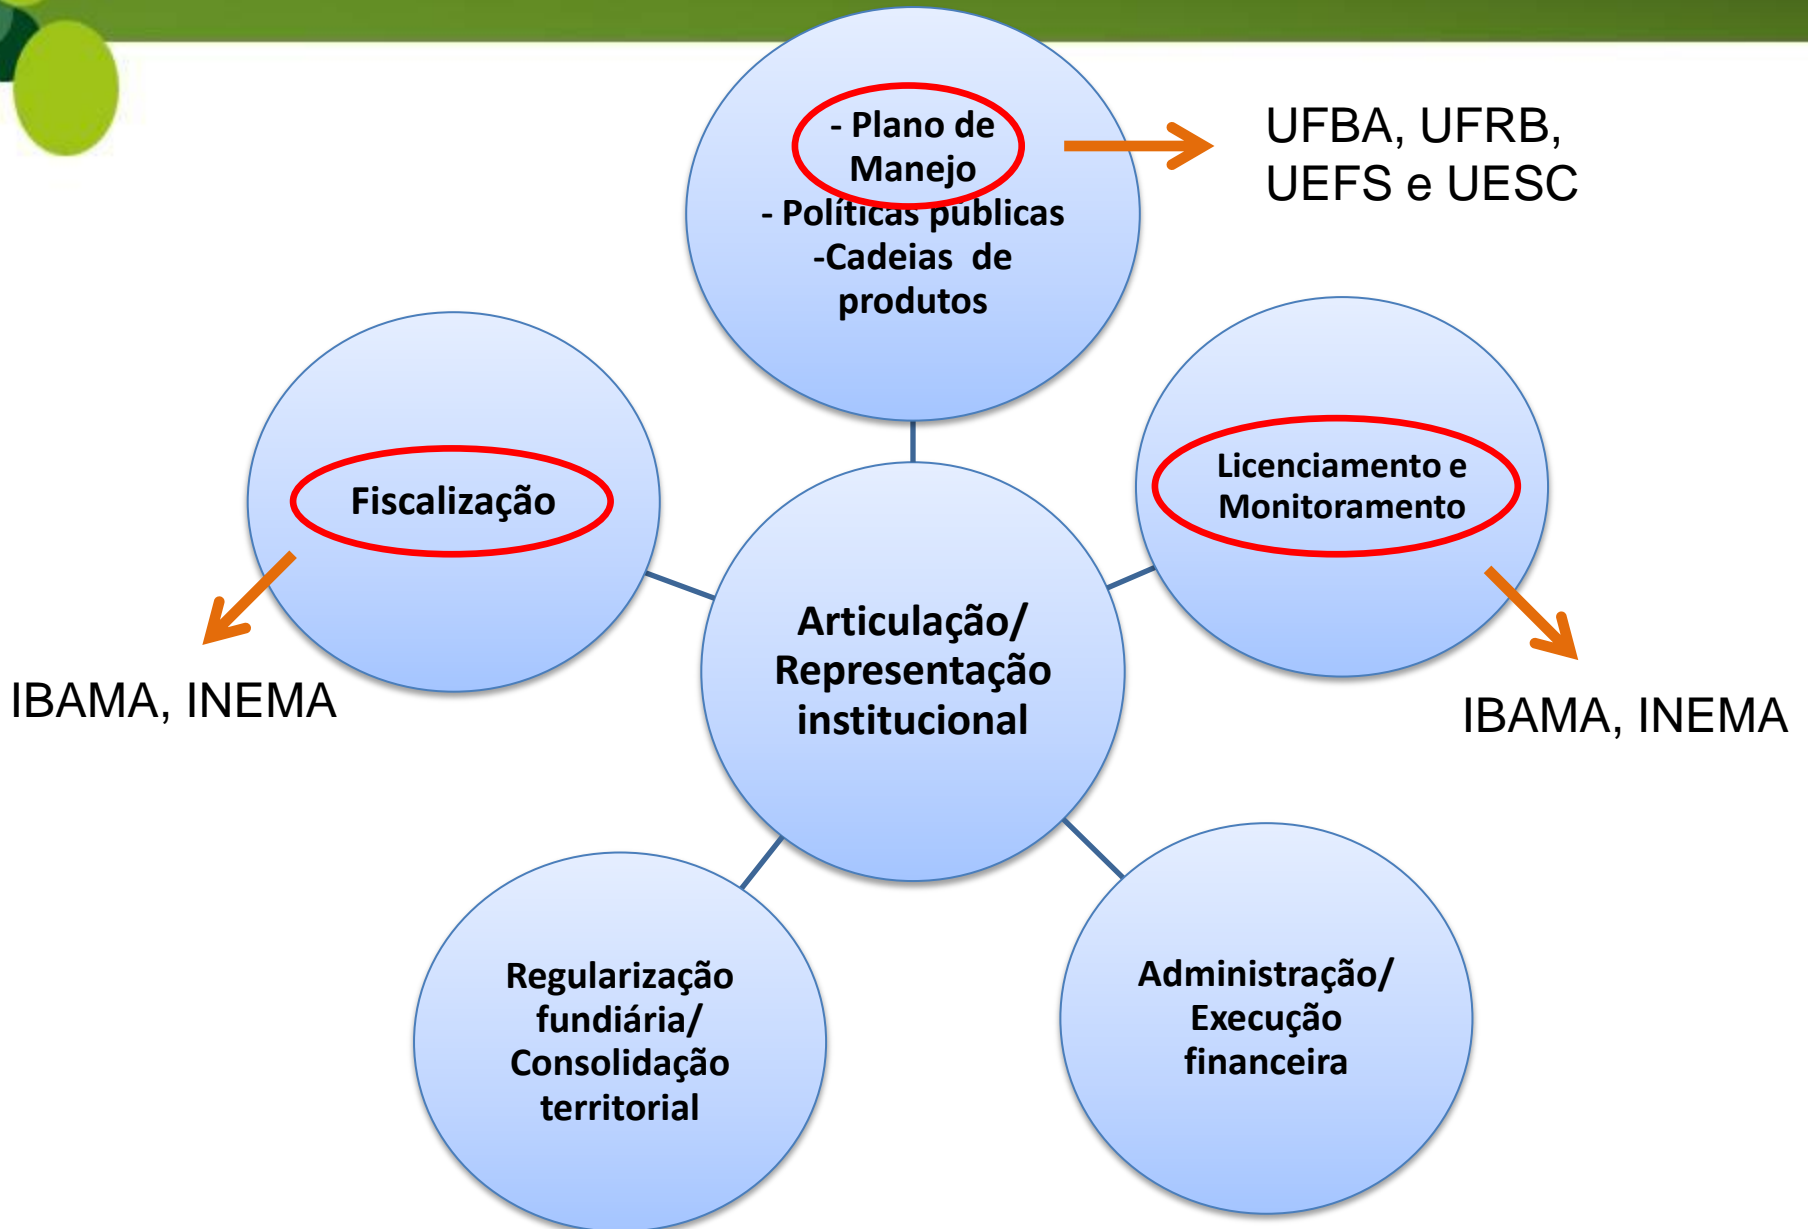 - Plano de
Manejo
- Políticas públicas
-Cadeias  de
produtos
UFBA, UFRB,
UEFS e UESC
Fiscalização
IBAMA, INEMA
Licenciamento e
Monitoramento
IBAMA, INEMA
Articulação/
Representação
institucional
Regularização
fundiária/
Consolidação
territorial
Administração/
Execução
financeira